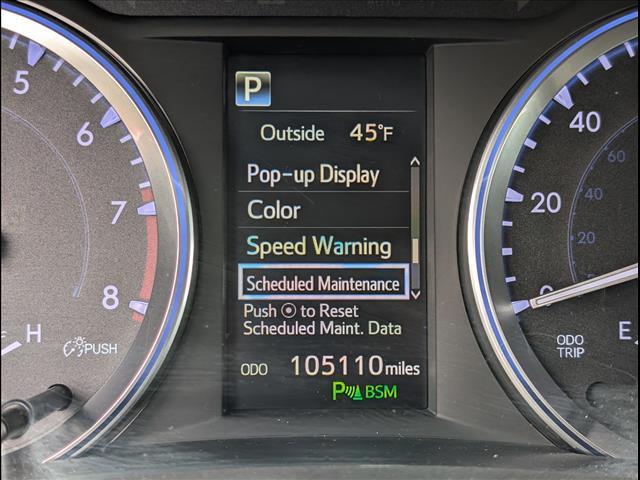 P
Outside 45°F
Pop-up Display
Color
Speed Warning
Scheduled Maintenance
Push to Reset
Scheduled Maint. Data
ODO 105110 miles
P BSM
5
6
7
8
H
PUSH
40
20
0
60
40
20
ODO
TRIP
E